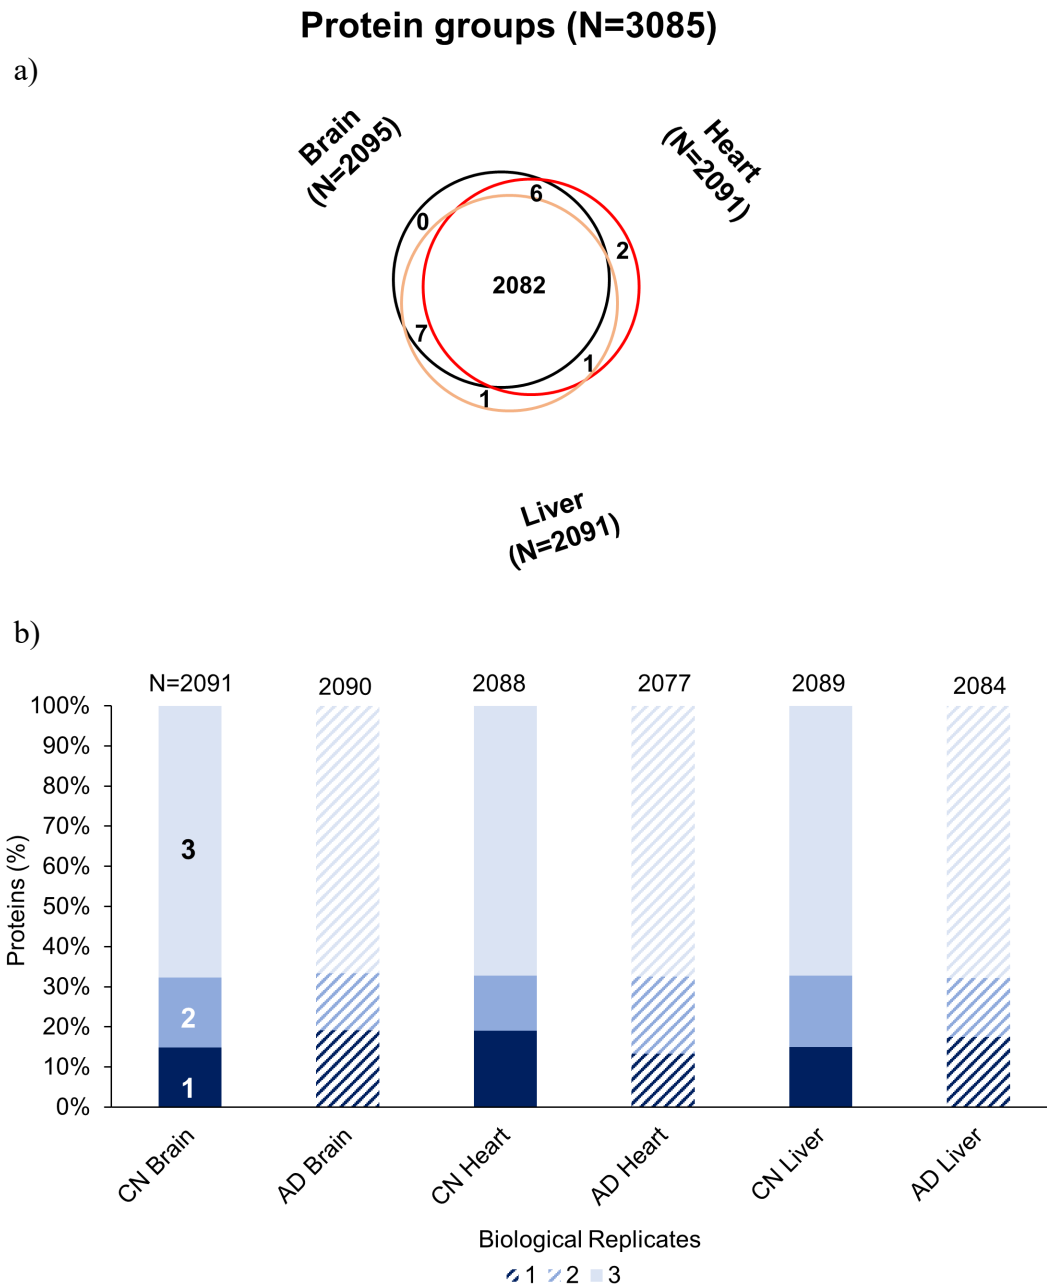 Protein groups (N=3085)
a)
Brain
(N=2095)
Heart
(N=2091)
6
0
2
2082
7
1
1
Liver
(N=2091)
b)
N=2091
2090
2088
2077
2089
2084
100%
90%
80%
70%
60%
50%
40%
30%
20%
10%
0%
Proteins (%)
3
2
1
CN Brain
AD Brain
CN Heart
AD Heart
CN Liver
AD Liver
Biological Replicates
1 2 3